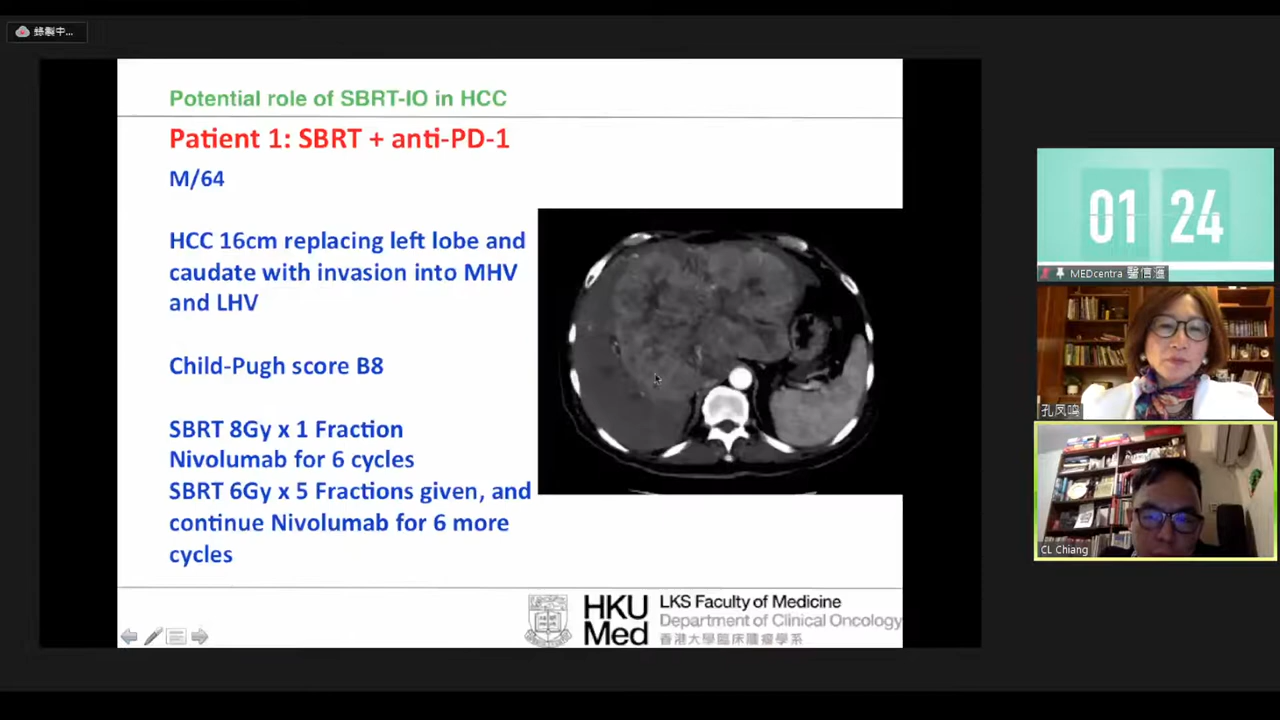 錄製中...
Potential role of SBRT-IO in HCC
Patient 1: SBRT + anti-PD-1
M/64
HCC 16cm replacing left lobe and
caudate with invasion into MHV
and LHV
Child-Pugh score B8
SBRT 8Gy x 1 Fraction
Nivolumab for 6 cycles
SBRT 6Gy x 5 Fractions given, and
continue Nivolumab for 6 more
cycles
HKU
Med
LKS Faculty of Medicine
Department of Clinical Oncology
香港大學臨床腫瘤學系
01 24
MEDcentra 醫信滙
孔凤鸣
CL Chiang